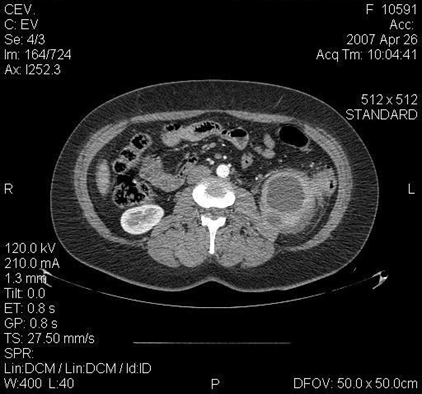 CEV.
C: EV
Se: 4/3
Im: 164/724
Ax: I252.3
F 10591
Acc:
2007 Apr 26
Acq Tm: 10:04:41
512 x 512
STANDARD
R
L
120.0 kV
210.0 mA
1.3 mm
Tilt: 0.0
ET: 0.8 s
GP: 0.8 s
TS: 27.50 mm/s
SPR:
Lin:DCM / Lin:DCM / Id:ID
W:400 L:40
P
DFOV: 50.0 x 50.0cm